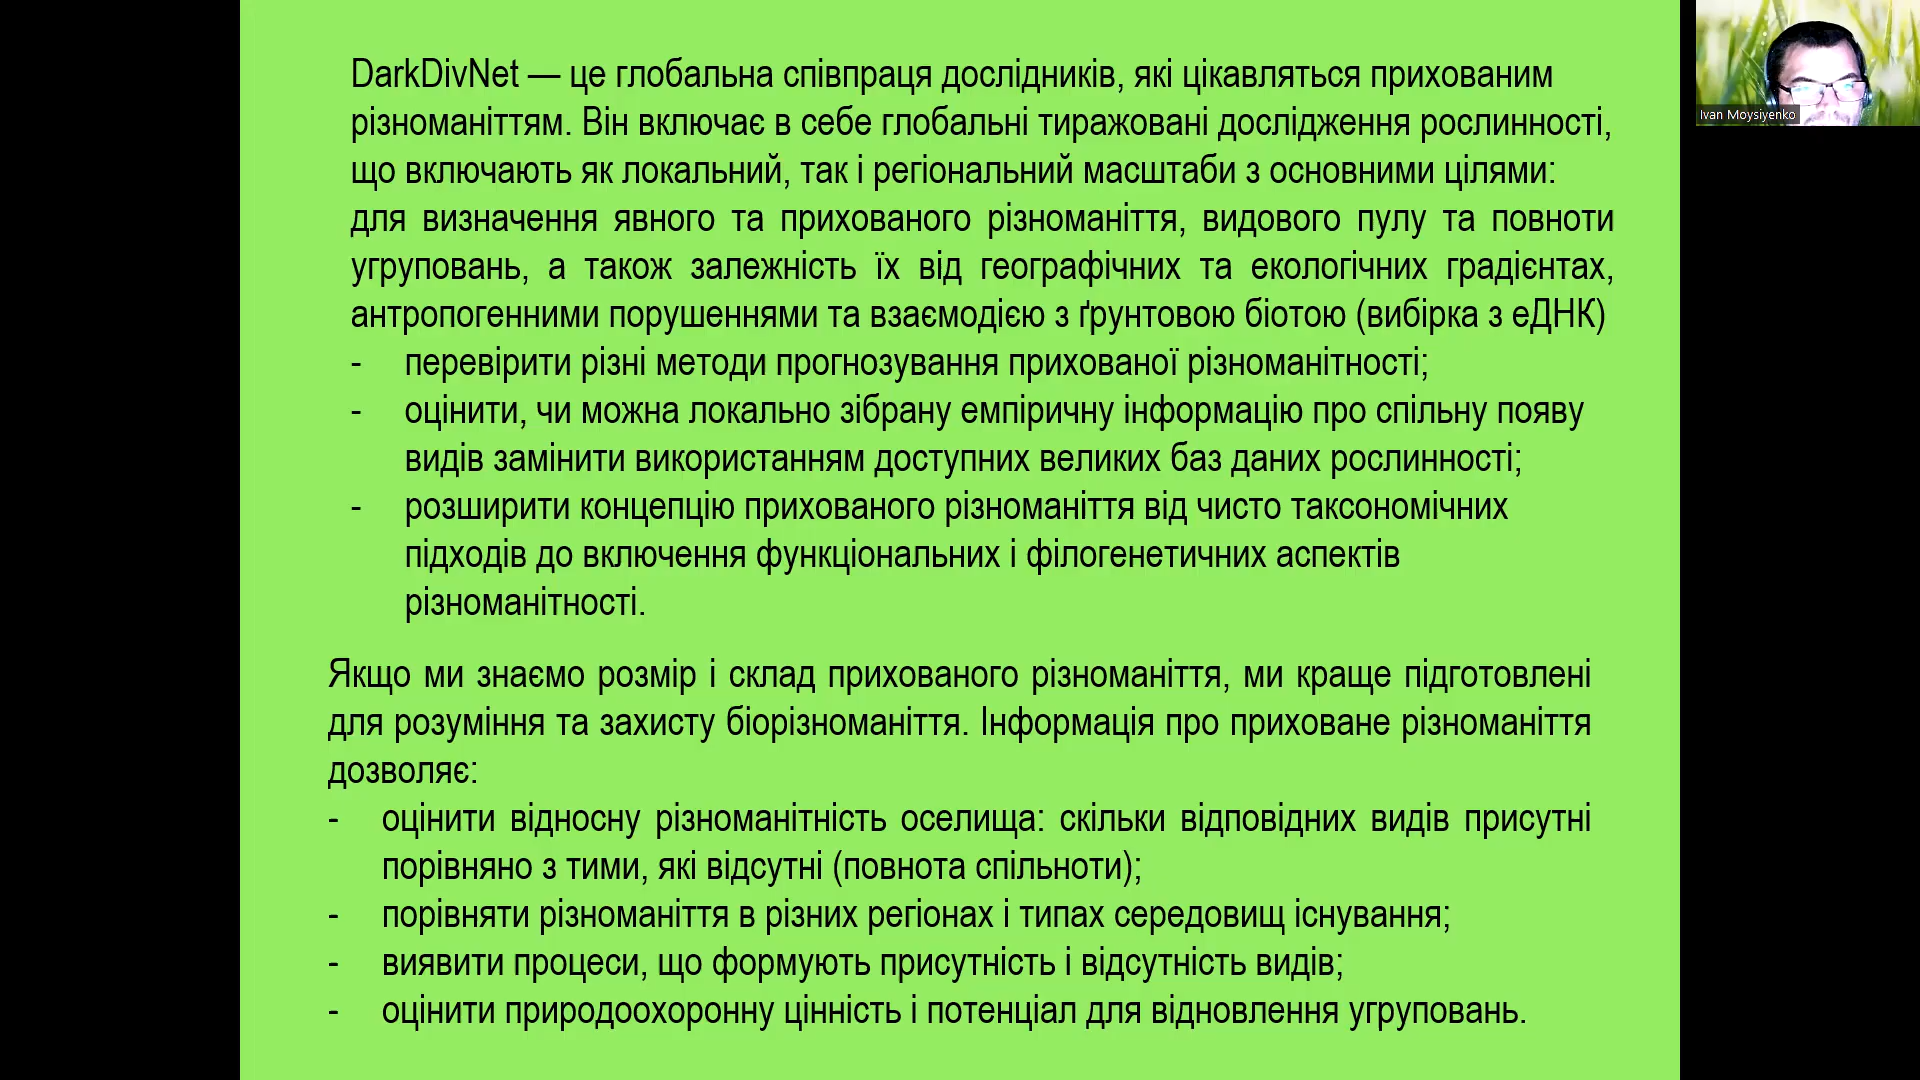 DarkDivNet — це глобальна співпраця дослідників, які цікавляться прихованим
різноманіттям. Він включає в себе глобальні тиражовані дослідження рослинності,
що включають як локальний, так і регіональний масштаби з основними цілями:
для визначення явного та прихованого різноманіття, видового пулу та повноти
угруповань, а також залежність їх від географічних та екологічних градієнтах,
антропогенними порушеннями та взаємодією з ґрунтовою біотою (вибірка з еДНК)
- перевірити різні методи прогнозування прихованої різноманітності;
- оцінити, чи можна локально зібрану емпіричну інформацію про спільну появу
видів замінити використанням доступних великих баз даних рослинності;
- розширити концепцію прихованого різноманіття від чисто таксономічних
підходів до включення функціональних і філогенетичних аспектів
різноманітності.
Якщо ми знаємо розмір і склад прихованого різноманіття, ми краще підготовлені
для розуміння та захисту біорізноманіття. Інформація про приховане різноманіття
дозволяє:
- оцінити відносну різноманітність оселища: скільки відповідних видів присутні
порівняно з тими, які відсутні (повнота спільноти);
- порівняти різноманіття в різних регіонах і типах середовищ існування;
- виявити процеси, що формують присутність і відсутність видів;
- оцінити природоохоронну цінність і потенціал для відновлення угруповань.
Ivan Moysiyenko